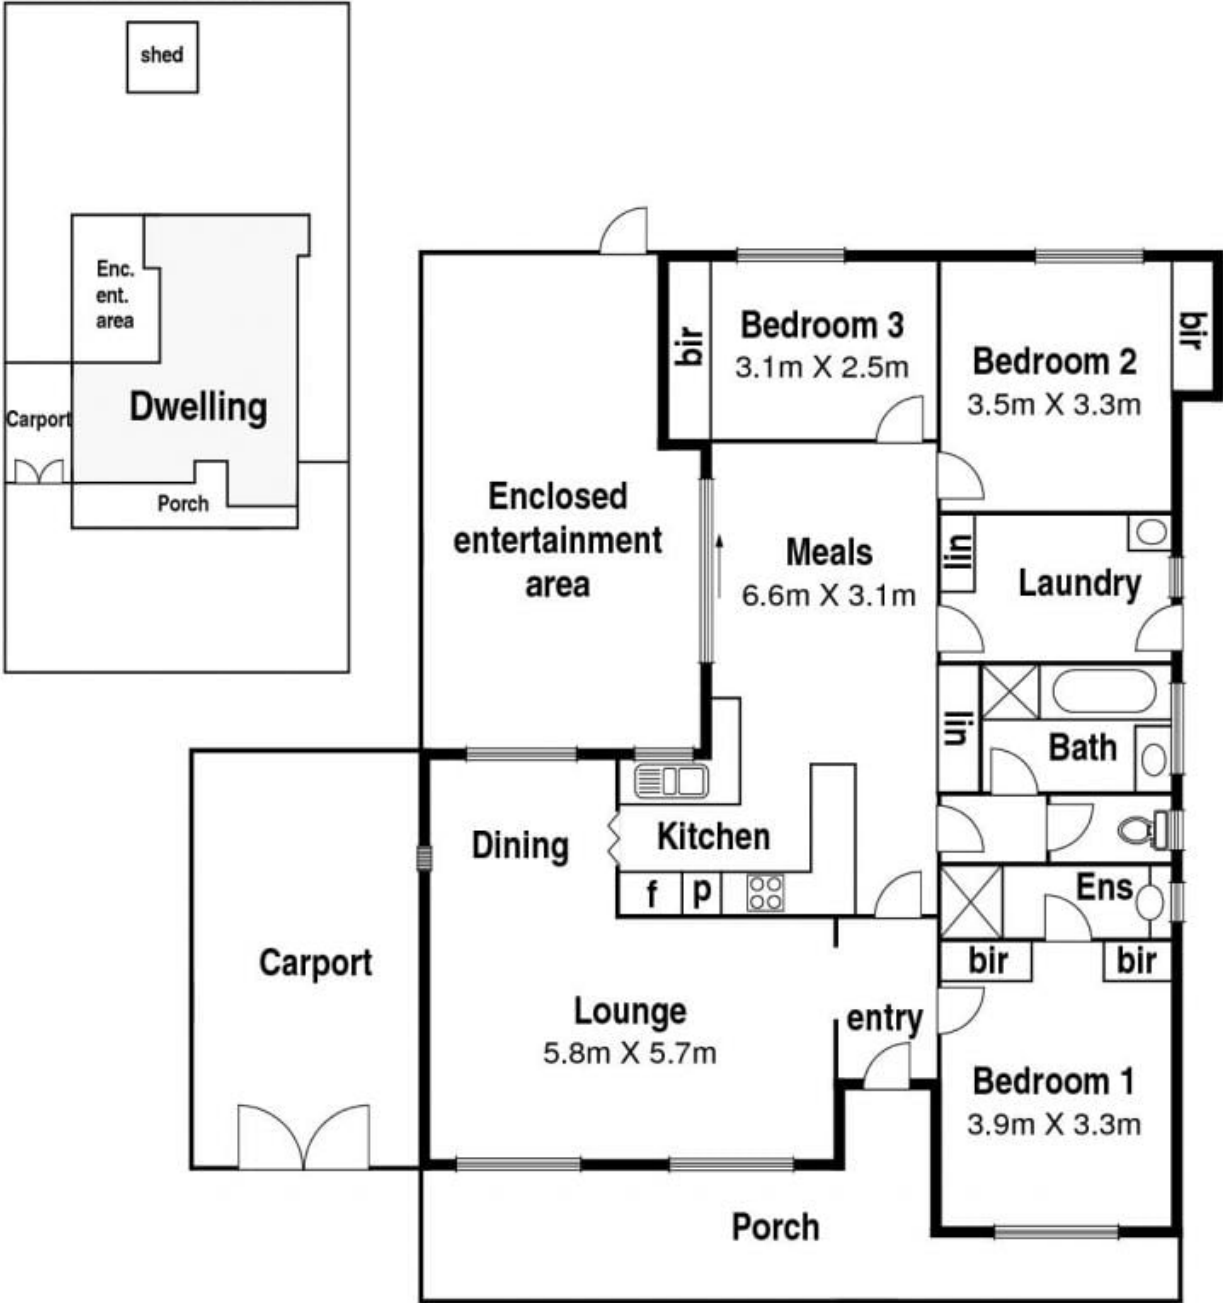 shed
Enc.
ent.
area
Carport
Dwelling
Porch
bir
Bedroom 3
3.1m X 2.5m
Bedroom 2
3.5m X 3.3m
bir
Enclosed
entertainment
area
Meals
6.6m X 3.1m
lin
Laundry
lin
Bath
Dining
Kitchen
f
p
Ens
bir
bir
Carport
Lounge
5.8m X 5.7m
entry
Bedroom 1
3.9m X 3.3m
Porch